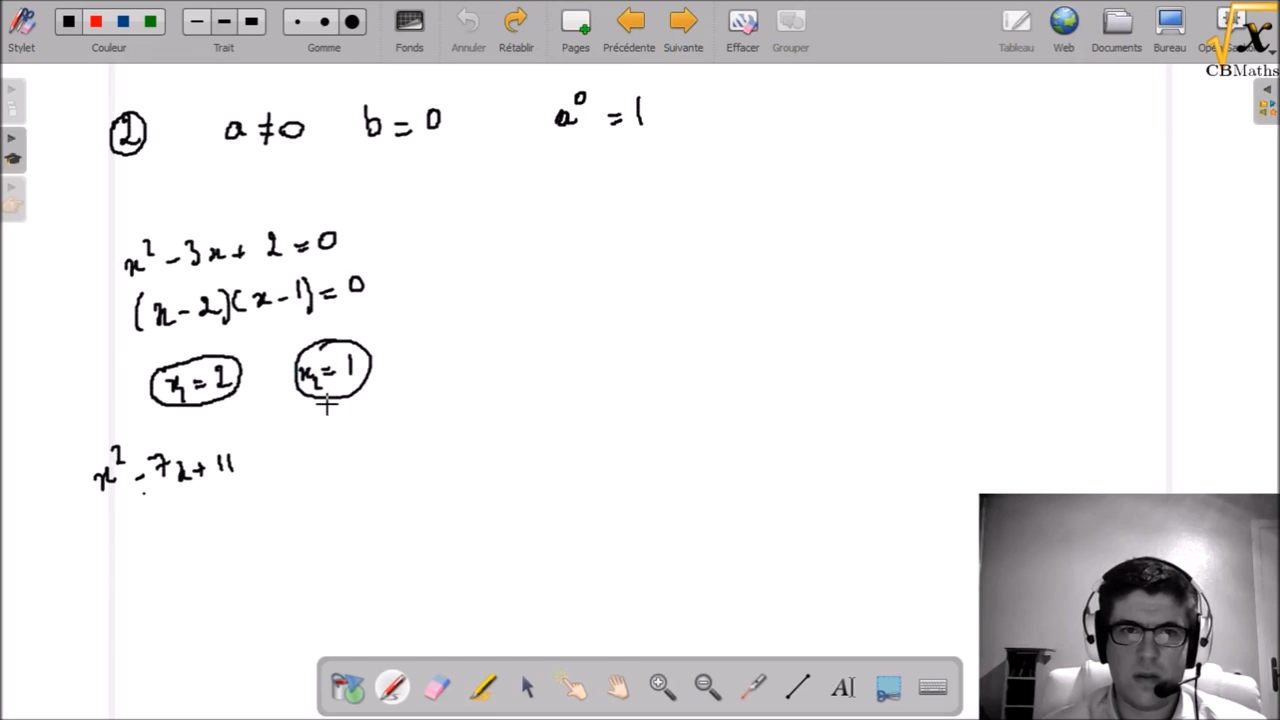 Stylet Couleur Trait Gomme Fonds Annuler Rétablir Pages Précédente Suivante Effacer Grouper Tableau Web Documents Bureau
CBMaths
② a ≠ 0 b = 0 a⁰ = 1
x² - 3x + 2 = 0
(x - 2)(x - 1) = 0
x₁ = 2 x₂ = 1
x² - 7x + 11
AI